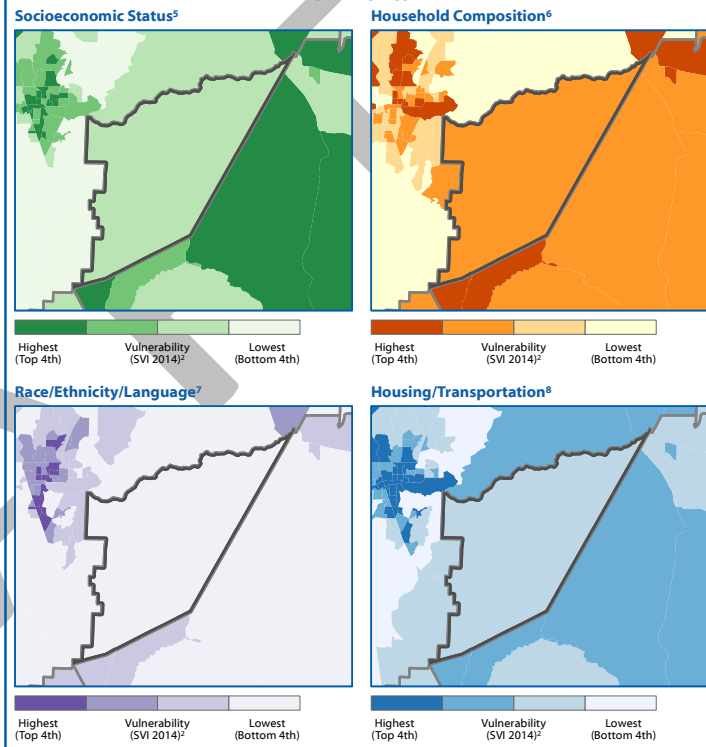 Socioeconomic Status⁵
Highest
(Top 4th)
Vulnerability
(SVI 2014)²
Lowest
(Bottom 4th)
Household Composition⁶
Highest
(Top 4th)
Vulnerability
(SVI 2014)²
Lowest
(Bottom 4th)
Race/Ethnicity/Language⁷
Highest
(Top 4th)
Vulnerability
(SVI 2014)²
Lowest
(Bottom 4th)
Housing/Transportation⁸
Highest
(Top 4th)
Vulnerability
(SVI 2014)²
Lowest
(Bottom 4th)